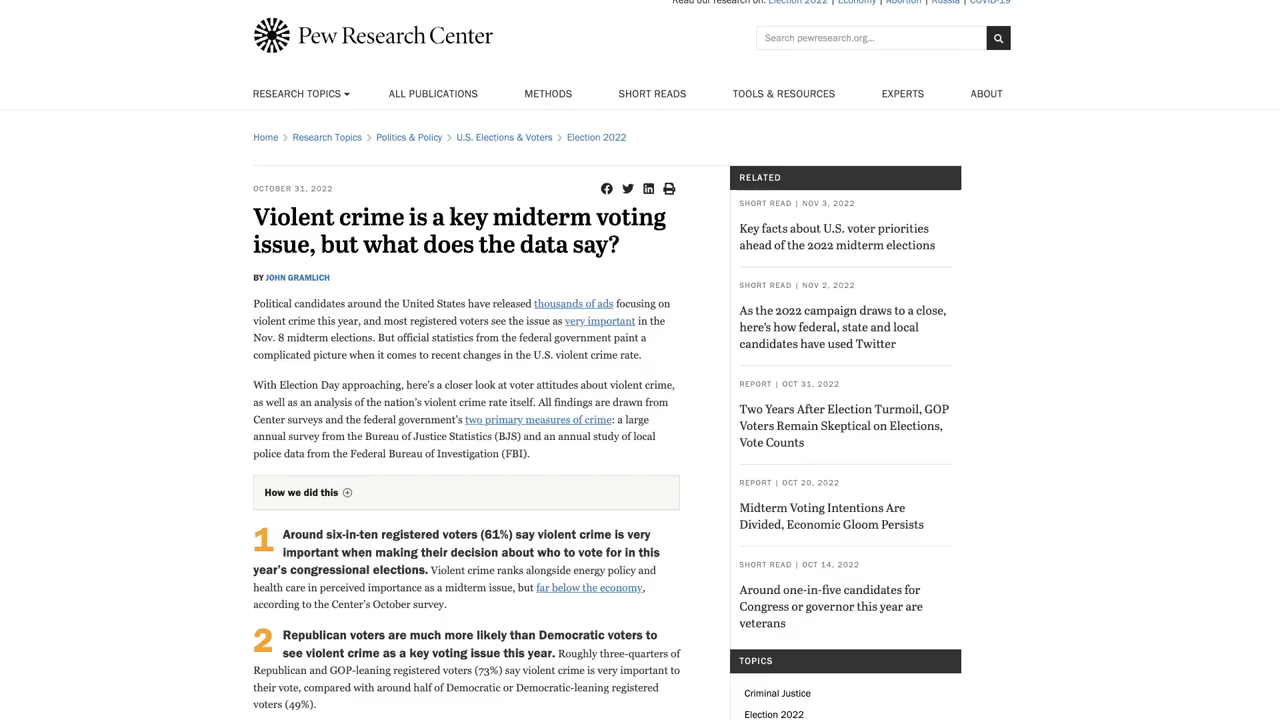 Read our research on: Election 2022 | Economy | Abortion | Russia | COVID-19
Pew Research Center
Search pewresearch.org...
RESEARCH TOPICS
ALL PUBLICATIONS
METHODS
SHORT READS
TOOLS & RESOURCES
EXPERTS
ABOUT
Home > Research Topics > Politics & Policy > U.S. Elections & Voters > Election 2022
OCTOBER 31, 2022
Violent crime is a key midterm voting
issue, but what does the data say?
BY JOHN GRAMLICH
Political candidates around the United States have released thousands of ads focusing on
violent crime this year, and most registered voters see the issue as very important in the
Nov. 8 midterm elections. But official statistics from the federal government paint a
complicated picture when it comes to recent changes in the U.S. violent crime rate.
With Election Day approaching, here's a closer look at voter attitudes about violent crime,
as well as an analysis of the nation's violent crime rate itself. All findings are drawn from
Center surveys and the federal government's two primary measures of crime: a large
annual survey from the Bureau of Justice Statistics (BJS) and an annual study of local
police data from the Federal Bureau of Investigation (FBI).
How we did this
1 Around six-in-ten registered voters (61%) say violent crime is very
important when making their decision about who to vote for in this
year's congressional elections. Violent crime ranks alongside energy policy and
health care in perceived importance as a midterm issue, but far below the economy,
according to the Center's October survey.
2 Republican voters are much more likely than Democratic voters to
see violent crime as a key voting issue this year. Roughly three-quarters of
Republican and GOP-leaning registered voters (73%) say violent crime is very important to
their vote, compared with around half of Democratic or Democratic-leaning registered
voters (49%).
RELATED
SHORT READ | NOV 3, 2022
Key facts about U.S. voter priorities
ahead of the 2022 midterm elections
SHORT READ | NOV 2, 2022
As the 2022 campaign draws to a close,
here's how federal, state and local
candidates have used Twitter
REPORT | OCT 31, 2022
Two Years After Election Turmoil, GOP
Voters Remain Skeptical on Elections,
Vote Counts
REPORT | OCT 20, 2022
Midterm Voting Intentions Are
Divided, Economic Gloom Persists
SHORT READ | OCT 14, 2022
Around one-in-five candidates for
Congress or governor this year are
veterans
TOPICS
Criminal Justice
Election 2022